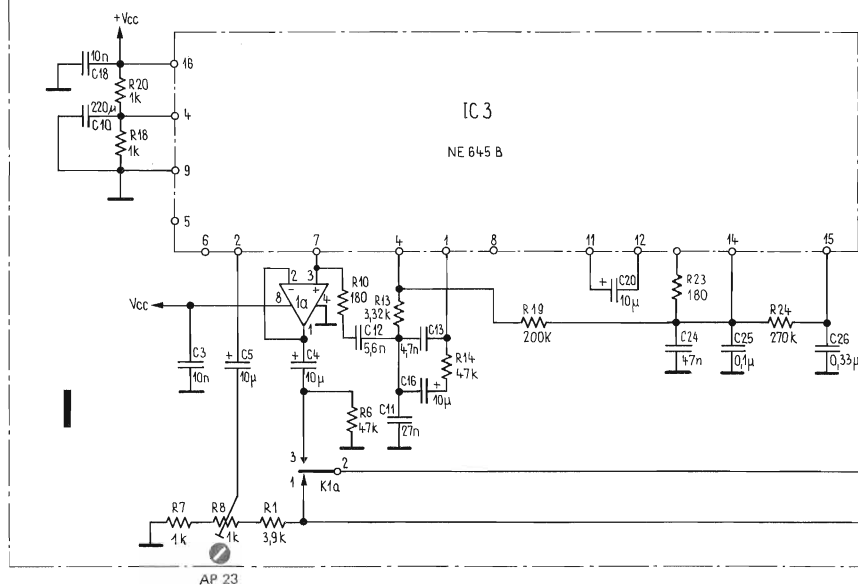 +Vcc
10n
C18
16
R20
1k
IC 3
NE 645 B
220µ
C10
4
R18
1k
9
5
6
2
7
4
1
8
11
12
14
15
Vcc
8
2
3
-
+
1a
4
1
R10
180
R13
3,32k
C12
5,6n
C13
4,7n
R14
47k
C16
+
10µ
C11
27n
R19
200K
+
C20
10µ
R23
180
C24
47n
C25
0,1µ
R24
270k
C26
0,33µ
C3
10n
+
C5
10µ
+
C4
10µ
R6
47k
3
2
1
K1a
R7
1k
R8
1k
R1
3,9k
I
AP 23